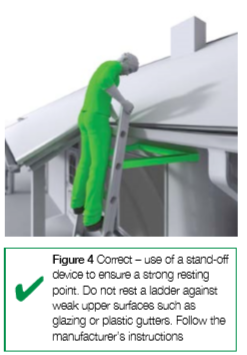 Figure 4 Correct – use of a stand-off
device to ensure a strong resting
point. Do not rest a ladder against
weak upper surfaces such as
glazing or plastic gutters. Follow the
manufacturer's instructions